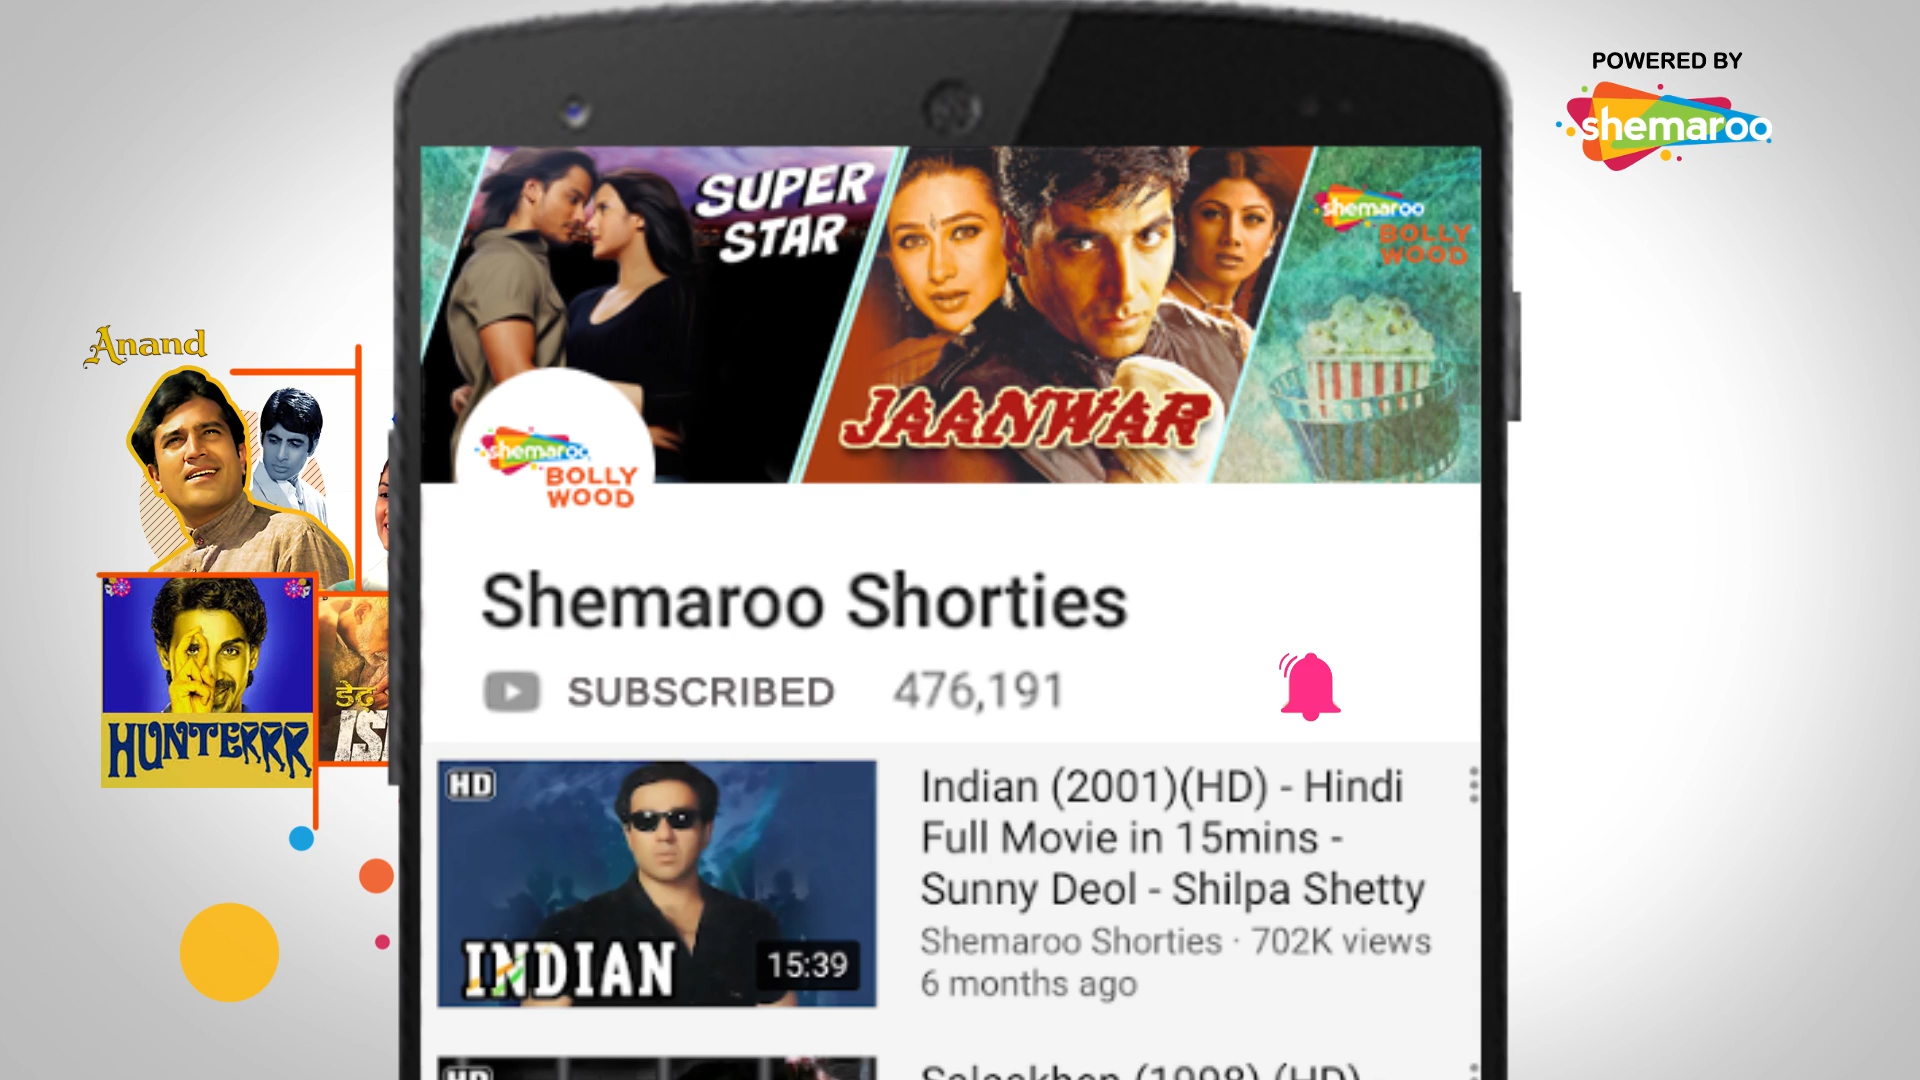 POWERED BY
shemaroo
SUPER
STAR
shemaroo
BOLLY
WOOD
JAANWAR
Anand
shemaroo
BOLLY
WOOD
Shemaroo Shorties
SUBSCRIBED 476,191
HUNTERRR
डेढ़
HD
Indian (2001)(HD) - Hindi
Full Movie in 15mins -
Sunny Deol - Shilpa Shetty
Shemaroo Shorties · 702K views
6 months ago
INDIAN
15:39
HD